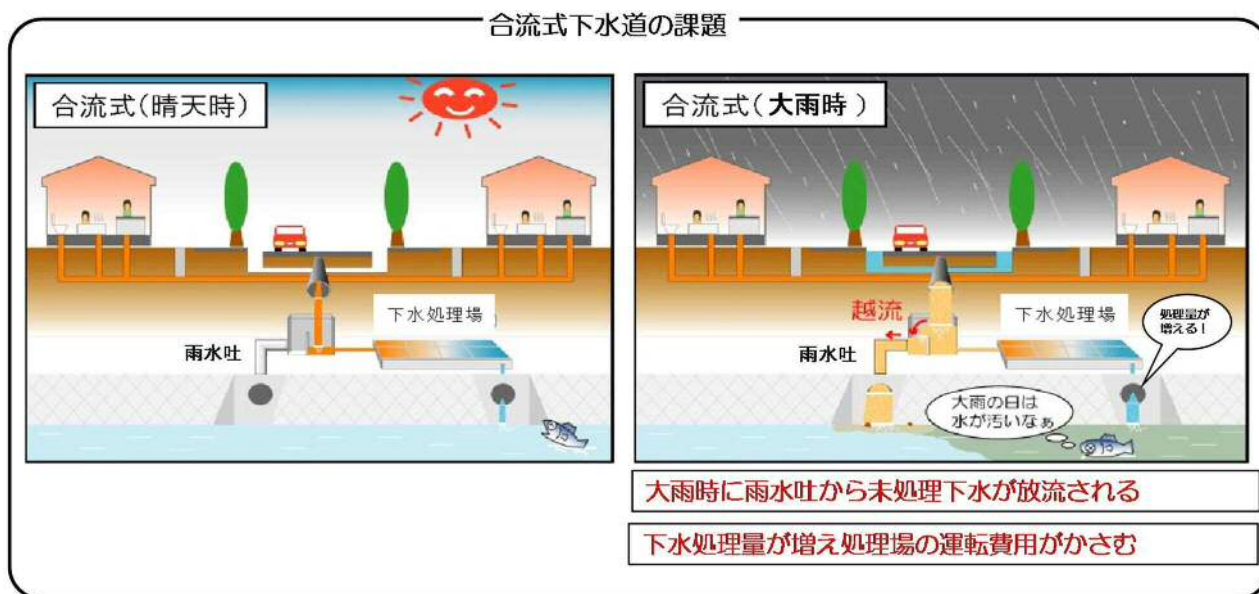 合流式下水道の課題
合流式(晴天時)
下水処理場
雨水吐
合流式(大雨時)
越流
下水処理場
処理量が
増える!
雨水吐
大雨の日は
水が汚いなぁ
大雨時に雨水吐から未処理下水が放流される
下水処理量が増え処理場の運転費用がかさむ